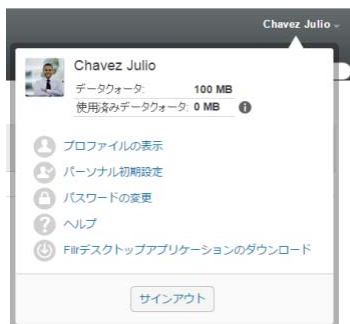 Chavez Julio
Chavez Julio
データクォータ: 100 MB
使用済みデータクォータ: 0 MB
プロファイルの表示
パーソナル初期設定
パスワードの変更
ヘルプ
Filrデスクトップアプリケーションのダウンロード
サインアウト